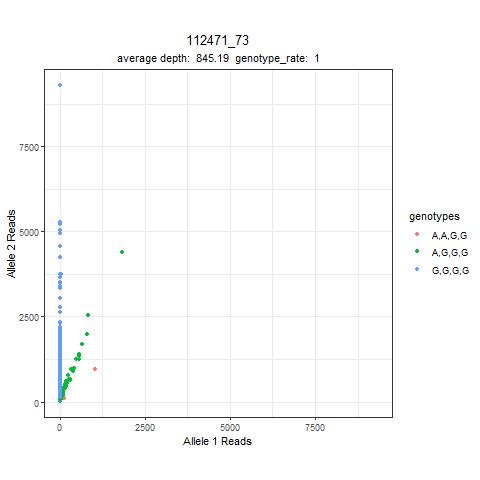 112471_73
average depth:  845.19  genotype_rate:  1
Allele 2 Reads
7500
5000
2500
0
0
2500
5000
7500
Allele 1 Reads
genotypes
A,A,G,G
A,G,G,G
G,G,G,G